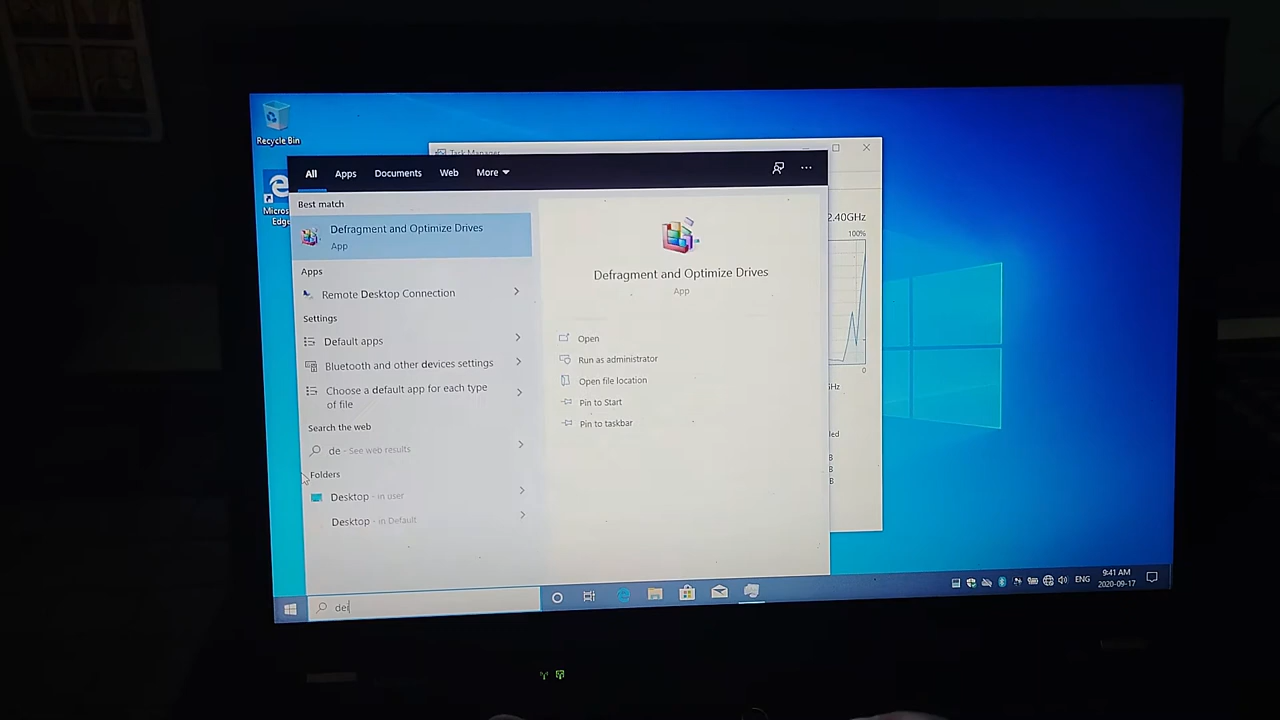 Recycle Bin
Task Manager
All Apps Documents Web More
Micros
Edge
Best match
Defragment and Optimize Drives
App
Apps
Remote Desktop Connection
Settings
Default apps
Bluetooth and other devices settings
Choose a default app for each type
of file
Search the web
de - See web results
Folders
Desktop - in user
Desktop - in Default
Defragment and Optimize Drives
App
Open
Run as administrator
Open file location
Pin to Start
Pin to taskbar
2.40GHz
100%
0
Hz
led
B
B
B
ENG
9:41 AM
2020-09-17